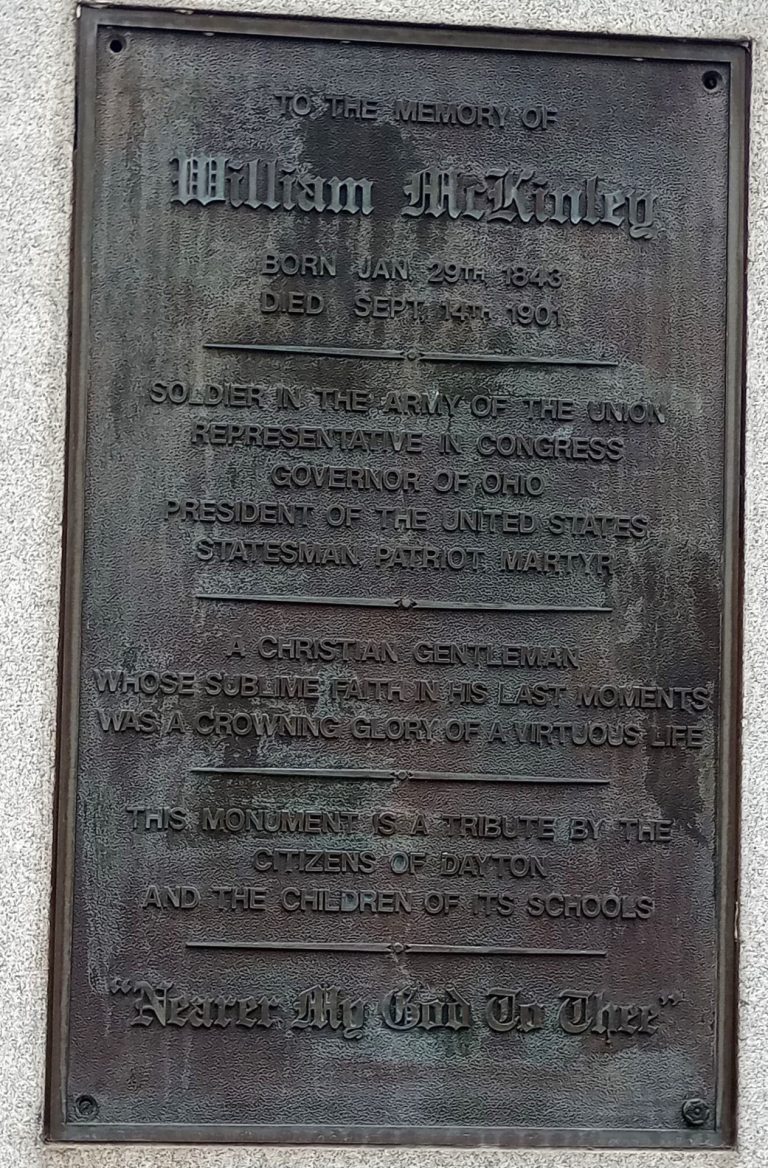 TO THE MEMORY OF
William McKinley
BORN JAN. 29TH, 1843
DIED SEPT. 14TH, 1901
SOLDIER IN THE ARMY OF THE UNION
REPRESENTATIVE IN CONGRESS
GOVERNOR OF OHIO
PRESIDENT OF THE UNITED STATES
STATESMAN, PATRIOT, MARTYR
A CHRISTIAN GENTLEMAN
WHOSE SUBLIME FAITH IN HIS LAST MOMENTS
WAS A CROWNING GLORY OF A VIRTUOUS LIFE
THIS MONUMENT IS A TRIBUTE BY THE
CITIZENS OF DAYTON
AND THE CHILDREN OF ITS SCHOOLS
“Nearer My God To Thee”